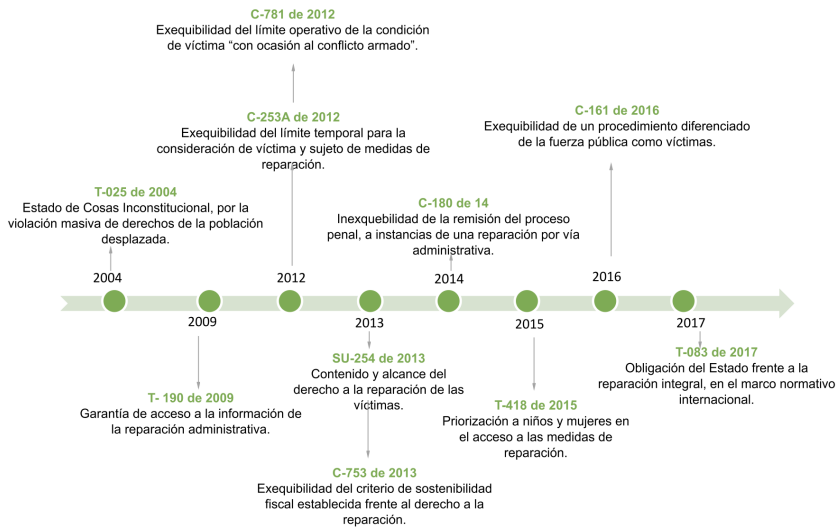 C-781 de 2012
Exequibilidad del límite operativo de la condición
de víctima “con ocasión al conflicto armado”.
C-253A de 2012
Exequibilidad del límite temporal para la
consideración de víctima y sujeto de medidas de
reparación.
C-161 de 2016
Exequibilidad de un procedimiento diferenciado
de la fuerza pública como víctimas.
T-025 de 2004
Estado de Cosas Inconstitucional, por la
violación masiva de derechos de la población
desplazada.
C-180 de 14
Inexquebilidad de la remisión del proceso
penal, a instancias de una reparación por vía
administrativa.
2004
2012
2014
2016
2009
2013
2015
2017
T- 190 de 2009
Garantía de acceso a la información de
la reparación administrativa.
SU-254 de 2013
Contenido y alcance del
derecho a la reparación de las
víctimas.
C-753 de 2013
Exequibilidad del criterio de sostenibilidad
fiscal establecida frente al derecho a la
reparación.
T-418 de 2015
Priorización a niños y mujeres en
el acceso a las medidas de
reparación.
T-083 de 2017
Obligación del Estado frente a la
reparación integral, en el marco normativo
internacional.